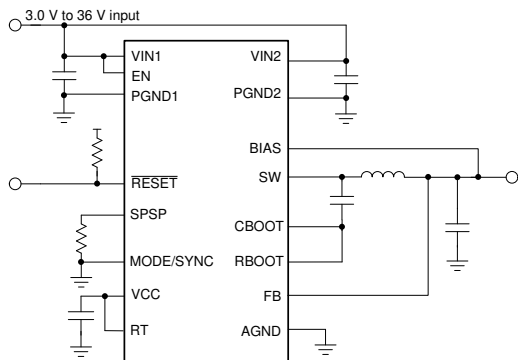 3.0 V to 36 V input
VIN1
EN
PGND1
RESET
SPSP
MODE/SYNC
VCC
RT
VIN2
PGND2
BIAS
SW
CBOOT
RBOOT
FB
AGND